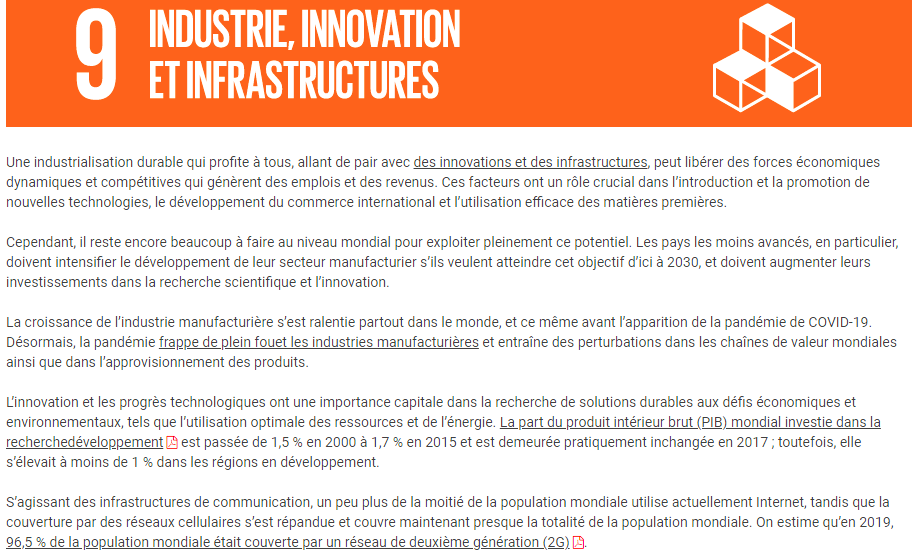 9
INDUSTRIE, INNOVATION
ET INFRASTRUCTURES
Une industrialisation durable qui profite à tous, allant de pair avec des innovations et des infrastructures, peut libérer des forces économiques
dynamiques et compétitives qui génèrent des emplois et des revenus. Ces facteurs ont un rôle crucial dans l’introduction et la promotion de
nouvelles technologies, le développement du commerce international et l’utilisation efficace des matières premières.
Cependant, il reste encore beaucoup à faire au niveau mondial pour exploiter pleinement ce potentiel. Les pays les moins avancés, en particulier,
doivent intensifier le développement de leur secteur manufacturier s’ils veulent atteindre cet objectif d’ici à 2030, et doivent augmenter leurs
investissements dans la recherche scientifique et l’innovation.
La croissance de l’industrie manufacturière s’est ralentie partout dans le monde, et ce même avant l’apparition de la pandémie de COVID-19.
Désormais, la pandémie frappe de plein fouet les industries manufacturières et entraîne des perturbations dans les chaînes de valeur mondiales
ainsi que dans l’approvisionnement des produits.
L’innovation et les progrès technologiques ont une importance capitale dans la recherche de solutions durables aux défis économiques et
environnementaux, tels que l’utilisation optimale des ressources et de l’énergie. La part du produit intérieur brut (PIB) mondial investie dans la
recherchedéveloppement est passée de 1,5 % en 2000 à 1,7 % en 2015 et est demeurée pratiquement inchangée en 2017 ; toutefois, elle
s’élevait à moins de 1 % dans les régions en développement.
S’agissant des infrastructures de communication, un peu plus de la moitié de la population mondiale utilise actuellement Internet, tandis que la
couverture par des réseaux cellulaires s’est répandue et couvre maintenant presque la totalité de la population mondiale. On estime qu’en 2019,
96,5 % de la population mondiale était couverte par un réseau de deuxième génération (2G).